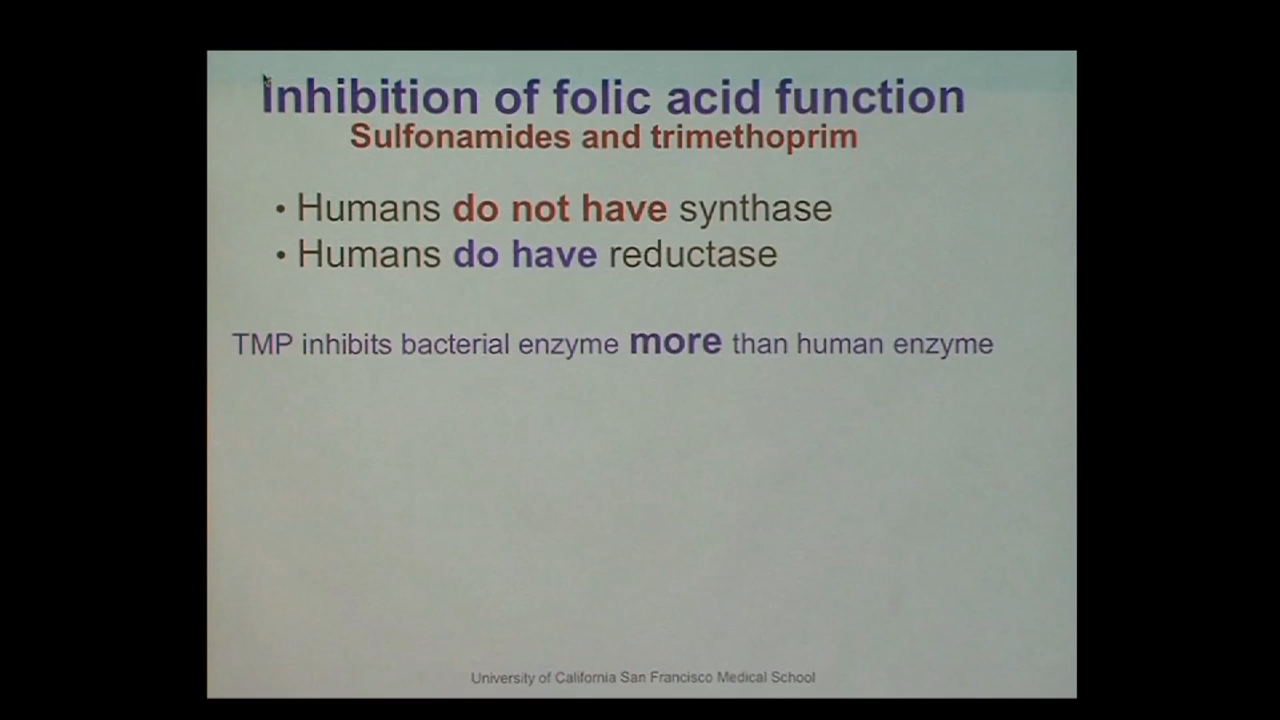 Inhibition of folic acid function
Sulfonamides and trimethoprim
• Humans do not have synthase
• Humans do have reductase
TMP inhibits bacterial enzyme more than human enzyme
University of California San Francisco Medical School